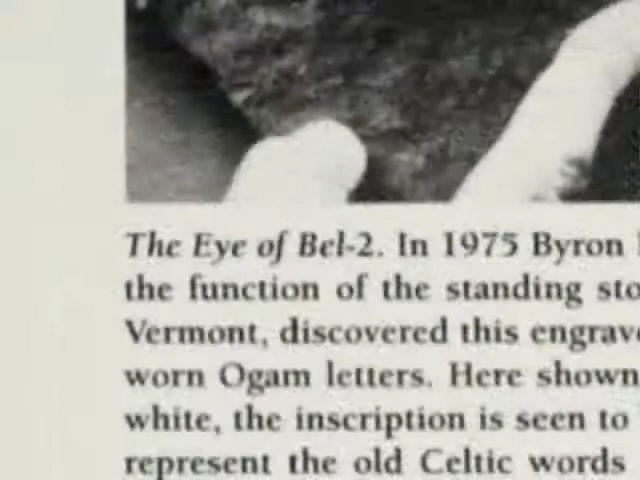 The Eye of Bel-2. In 1975 Byron
the function of the standing sto
Vermont, discovered this engrave
worn Ogam letters. Here shown
white, the inscription is seen to
represent the old Celtic words